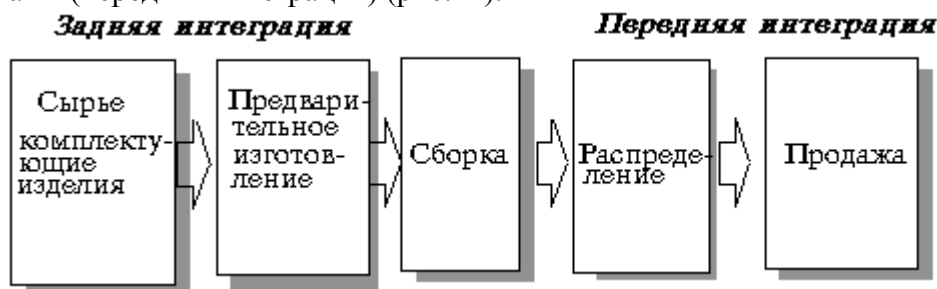 Задняя интеграция
Передняя интеграция
Сырье
комплекту-
ющие
изделия
Предвари-
тельное
изготов-
ление
Сборка
Распреде-
ление
Продажа